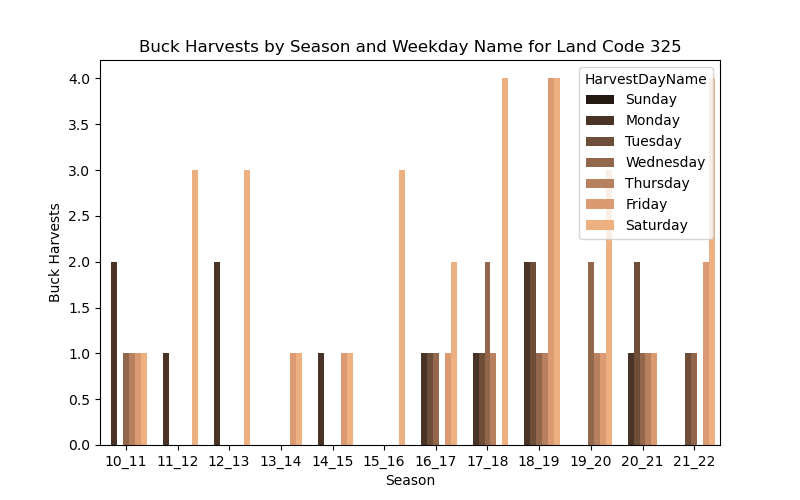 Buck Harvests by Season and Weekday Name for Land Code 325
4.0
3.5
3.0
2.5
2.0
1.5
1.0
0.5
0.0
Buck Harvests
HarvestDayName
Sunday
Monday
Tuesday
Wednesday
Thursday
Friday
Saturday
10_11 11_12 12_13 13_14 14_15 15_16 16_17 17_18 18_19 19_20 20_21 21_22
Season